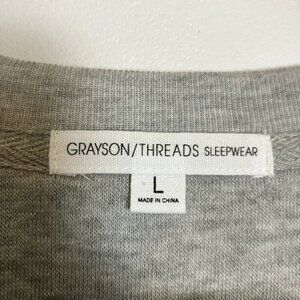 GRAYSON/THREADS SLEEPWEAR
L
MADE IN CHINA